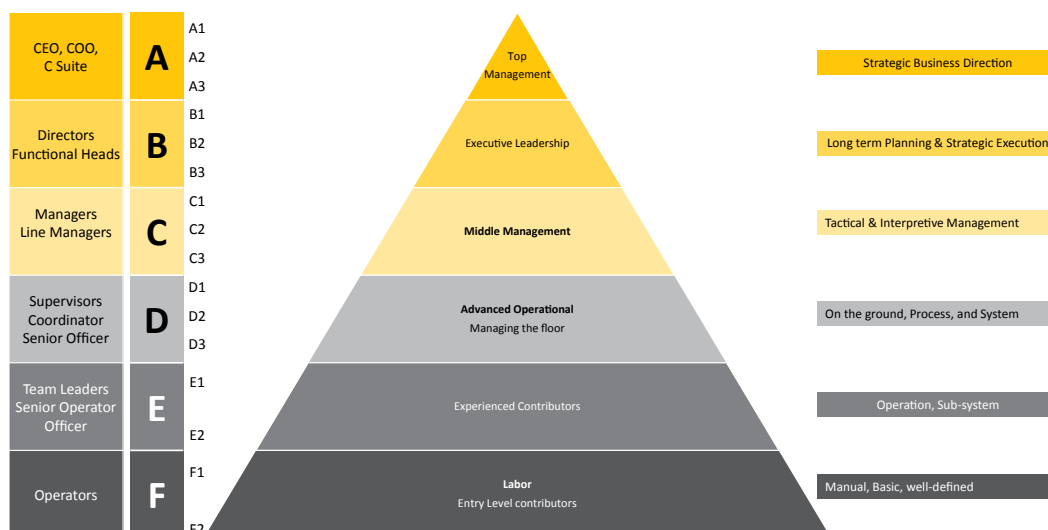 CEO, COO,
C Suite
A
A1
A2
A3
Top
Management
Strategic Business Direction
Directors
Functional Heads
B
B1
B2
B3
Executive Leadership
Long term Planning & Strategic Execution
Managers
Line Managers
C
C1
C2
C3
Middle Management
Tactical & Interpretive Management
Supervisors
Coordinator
Senior Officer
D
D1
D2
D3
Advanced Operational
Managing the floor
On the ground, Process, and System
Team Leaders
Senior Operator
Officer
E
E1
E2
Experienced Contributors
Operation, Sub-system
Operators
F
F1
F2
Labor
Entry Level contributors
Manual, Basic, well-defined